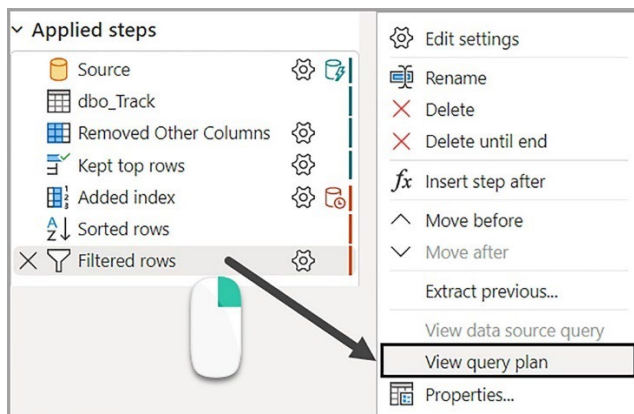 Applied steps
Source
dbo_Track
Removed Other Columns
Kept top rows
Added index
Sorted rows
Filtered rows
Edit settings
Rename
Delete
Delete until end
fx Insert step after
Move before
Move after
Extract previous...
View data source query
View query plan
Properties...